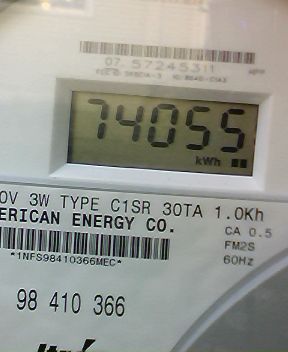 07. 57245311
74055
kWh
0V 3W TYPE C1SR 30TA 1.0Kh
ERICAN ENERGY CO.
CA 0.5
FM2S
*1NFS98410366MEC*
60Hz
98 410 366